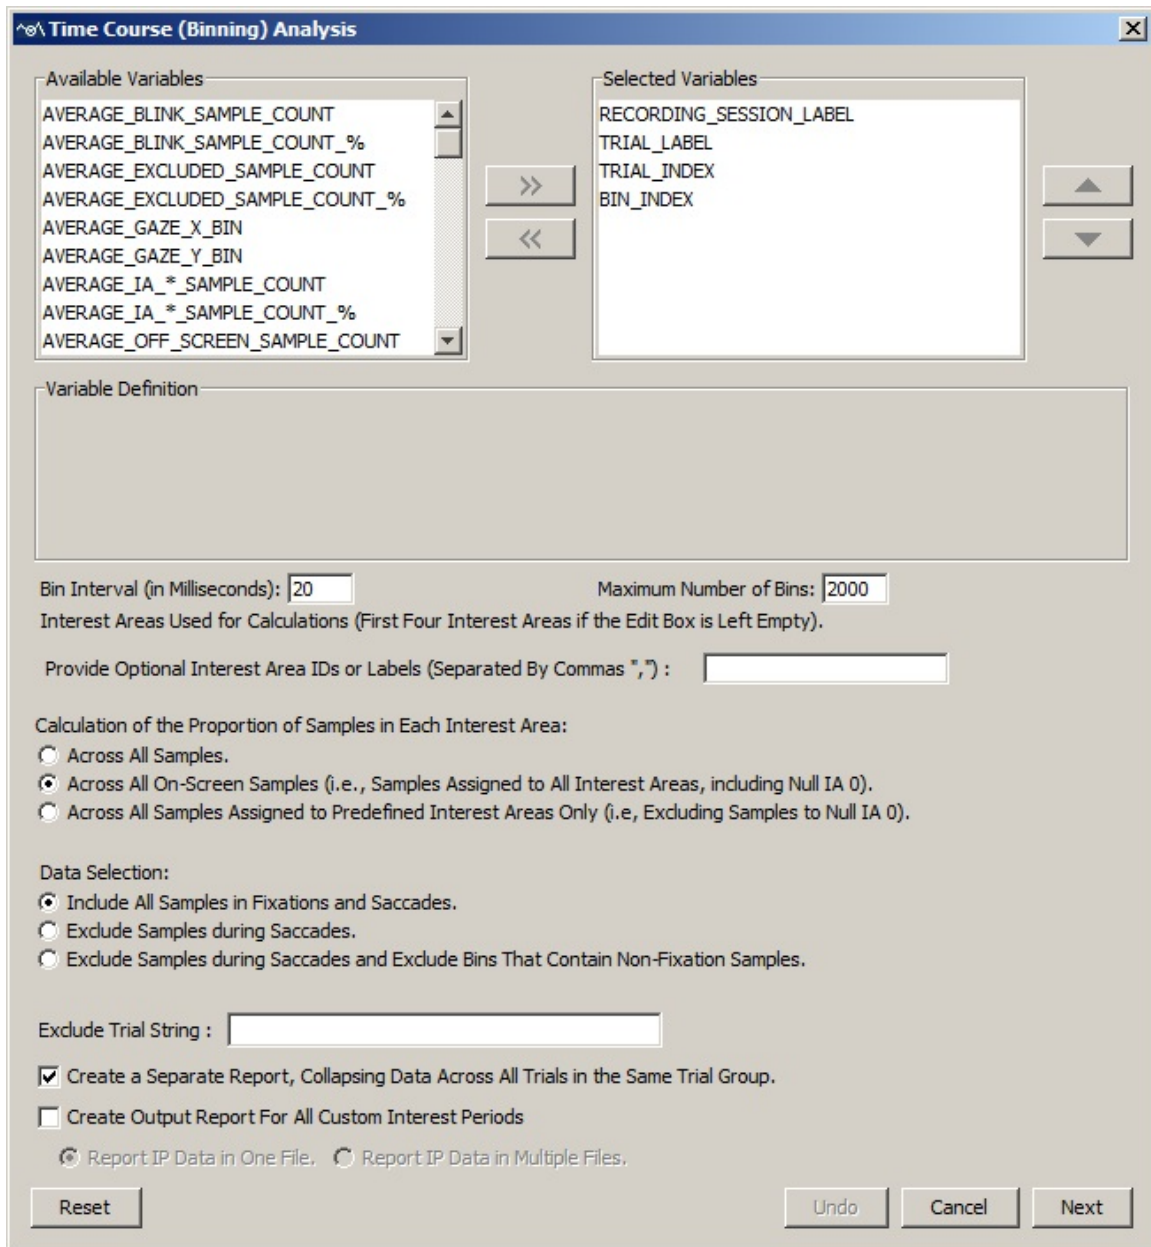 Time Course (Binning) Analysis
Available Variables
AVERAGE_BLINK_SAMPLE_COUNT
AVERAGE_BLINK_SAMPLE_COUNT_%
AVERAGE_EXCLUDED_SAMPLE_COUNT
AVERAGE_EXCLUDED_SAMPLE_COUNT_%
AVERAGE_GAZE_X_BIN
AVERAGE_GAZE_Y_BIN
AVERAGE_IA_*_SAMPLE_COUNT
AVERAGE_IA_*_SAMPLE_COUNT_%
AVERAGE_OFF_SCREEN_SAMPLE_COUNT
>>
<<
Selected Variables
RECORDING_SESSION_LABEL
TRIAL_LABEL
TRIAL_INDEX
BIN_INDEX
Variable Definition
Bin Interval (in Milliseconds): 20 Maximum Number of Bins: 2000
Interest Areas Used for Calculations (First Four Interest Areas if the Edit Box is Left Empty).
Provide Optional Interest Area IDs or Labels (Separated By Commas ",") :
Calculation of the Proportion of Samples in Each Interest Area:
Across All Samples.
Across All On-Screen Samples (i.e., Samples Assigned to All Interest Areas, including Null IA 0).
Across All Samples Assigned to Predefined Interest Areas Only (i.e, Excluding Samples to Null IA 0).
Data Selection:
Include All Samples in Fixations and Saccades.
Exclude Samples during Saccades.
Exclude Samples during Saccades and Exclude Bins That Contain Non-Fixation Samples.
Exclude Trial String :
Create a Separate Report, Collapsing Data Across All Trials in the Same Trial Group.
Create Output Report For All Custom Interest Periods
Report IP Data in One File. Report IP Data in Multiple Files.
Reset Undo Cancel Next